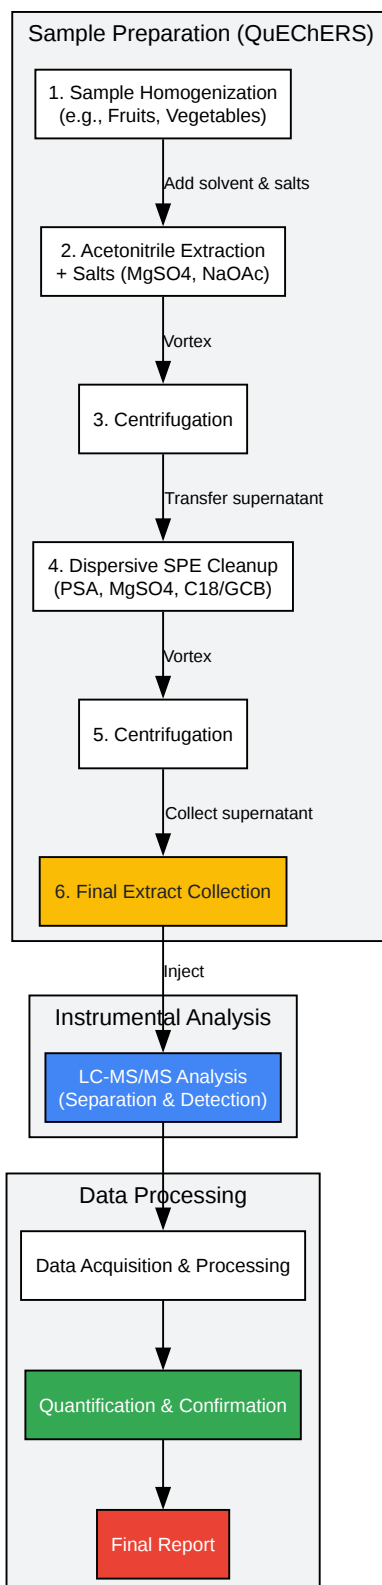 Sample Preparation (QuEChERS)
1. Sample Homogenization
(e.g., Fruits, Vegetables)
Add solvent & salts
2. Acetonitrile Extraction
+ Salts (MgSO4, NaOAc)
Vortex
3. Centrifugation
Transfer supernatant
4. Dispersive SPE Cleanup
(PSA, MgSO4, C18/GCB)
Vortex
5. Centrifugation
Collect supernatant
6. Final Extract Collection
Inject
Instrumental Analysis
LC-MS/MS Analysis
(Separation & Detection)
Data Processing
Data Acquisition & Processing
Quantification & Confirmation
Final Report